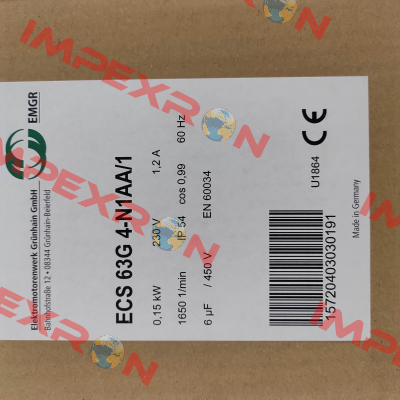 EMGR
Elektromotorenwerk Grünhain GmbH
Bahnhofstraße 12 • 08344 Grünhain-Beierfeld
ECS 63G 4-N1AA/1
0,15 kW 230 V 1,2 A
1650 1/min IP 54 cos 0,99 60 Hz
6 µF / 450 V EN 60034
CE
U1864
15720403030191
Made in Germany
IMPEXRON
IMPEXRON
IMPEXRON